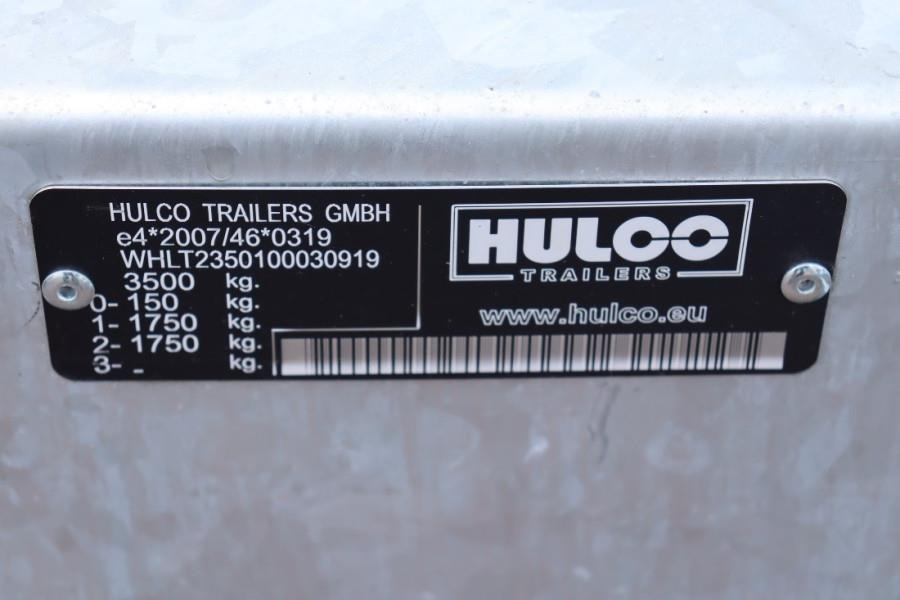 HULCO TRAILERS GMBH
e4*2007/46*0319
WHLT2350100030919
3500 kg.
0- 150 kg.
1- 1750 kg.
2- 1750 kg.
3- - kg.
HULCO
TRAILERS
www.hulco.eu